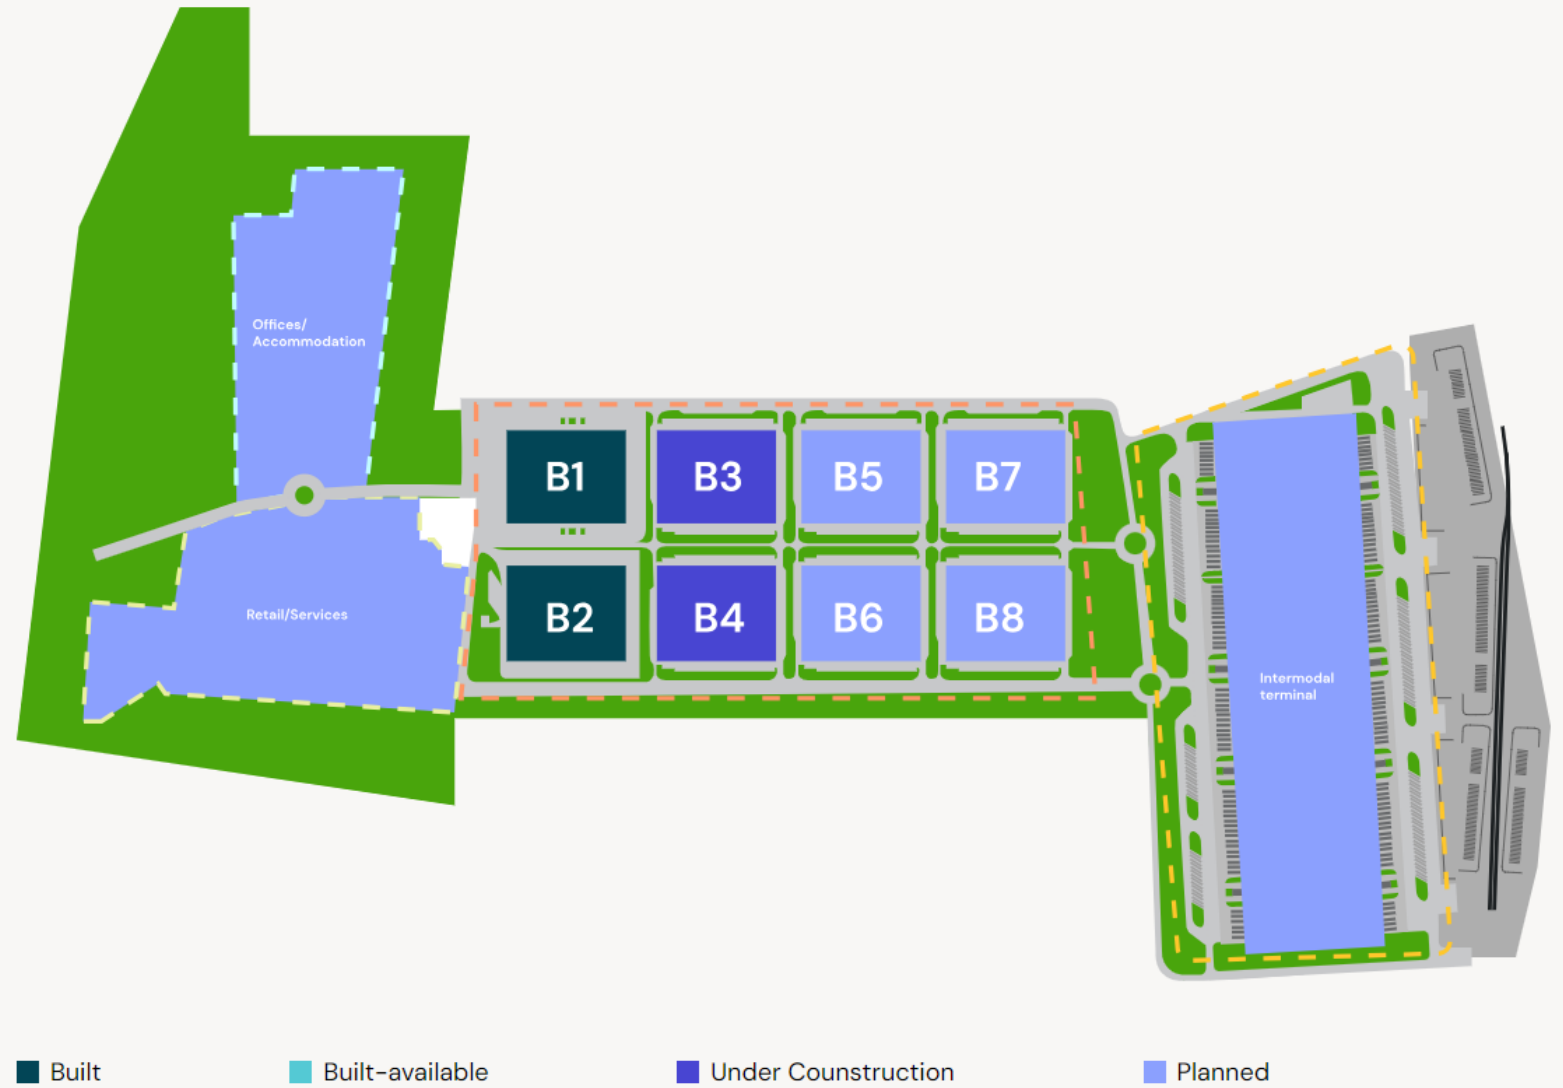 Offices/
Accommodation
B1
B3
B5
B7
Retail/Services
B2
B4
B6
B8
Intermodal
terminal
Built
Built-available
Under Counstruction
Planned